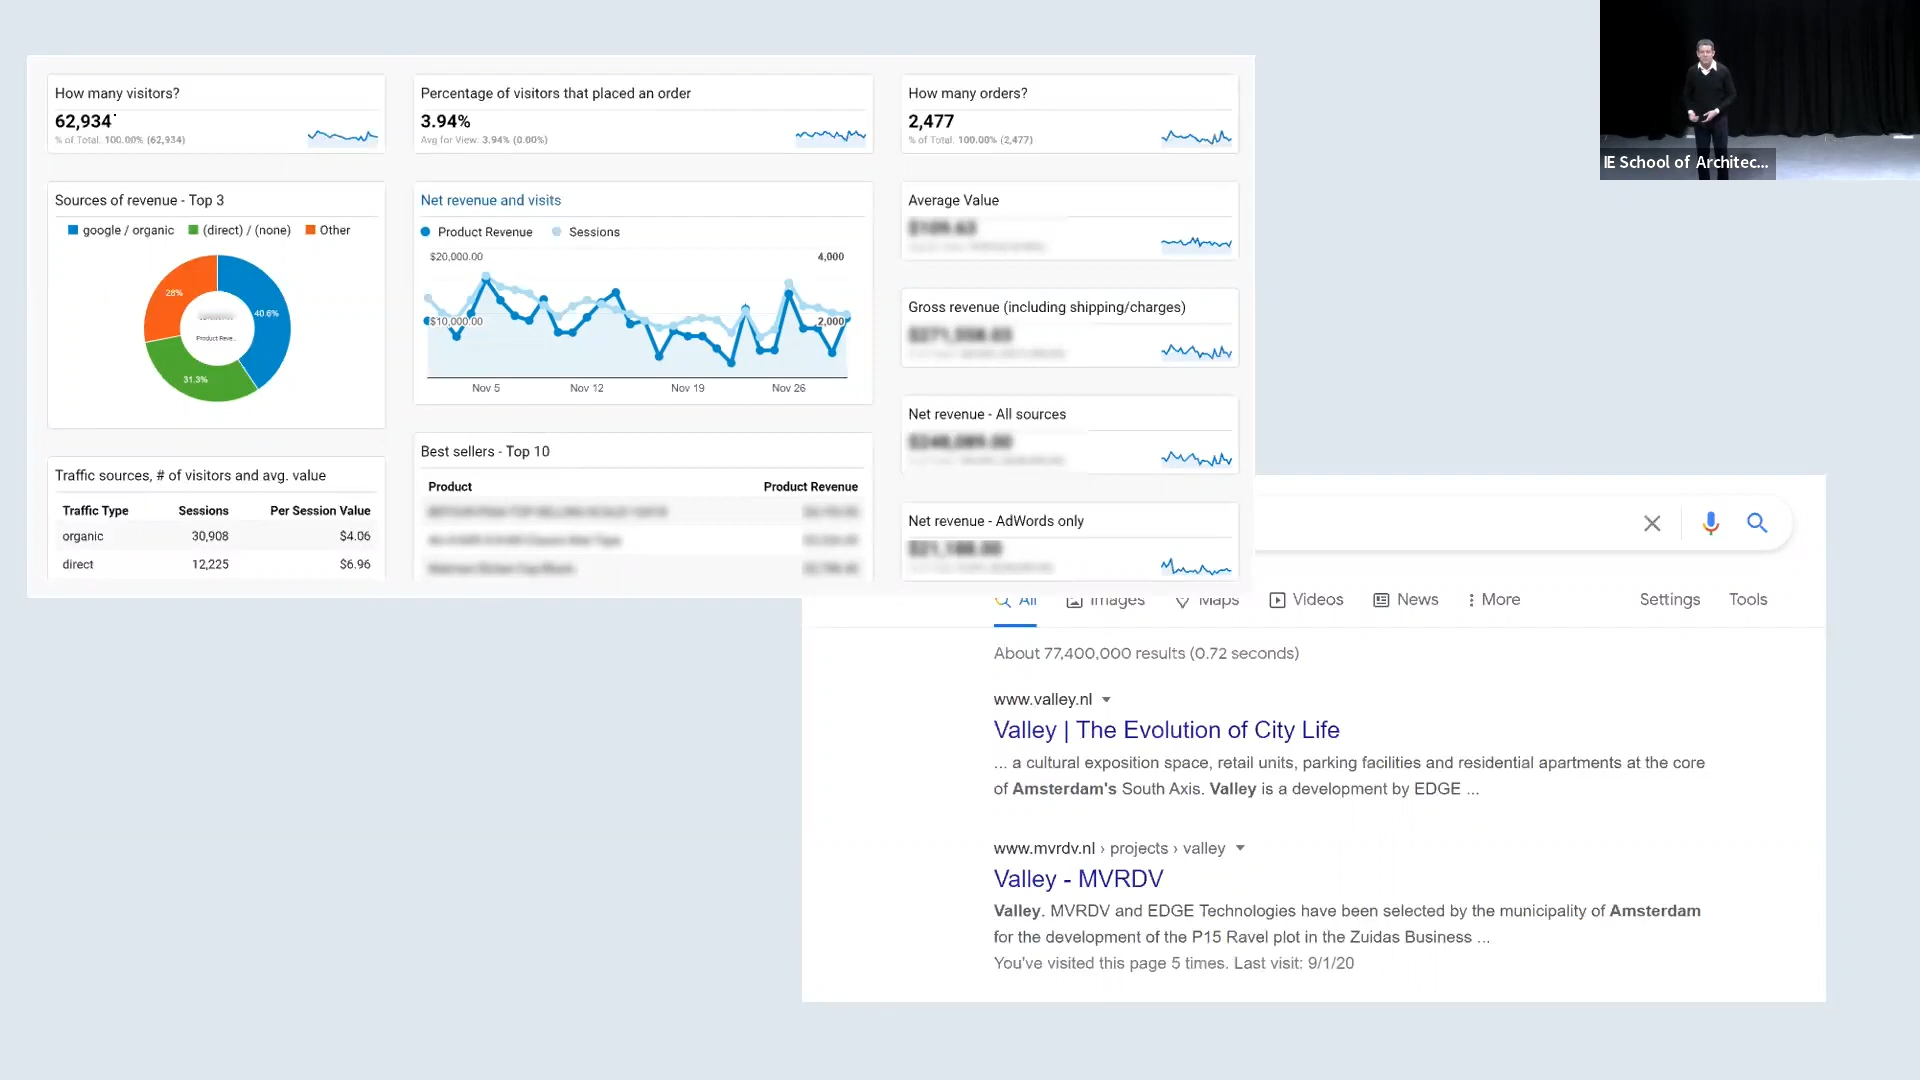 How many visitors?
62,934
% of Total: 100.00% (62,934)
Percentage of visitors that placed an order
3.94%
Avg for View: 3.94% (0.00%)
How many orders?
2,477
% of Total: 100.00% (2,477)
IE School of Architec...
Sources of revenue - Top 3
google / organic
(direct) / (none)
Other
28%
40.6%
31.3%
Product Reve...
Net revenue and visits
Product Revenue
Sessions
$20,000.00
4,000
$10,000.00
2,000
Nov 5
Nov 12
Nov 19
Nov 26
Average Value
Gross revenue (including shipping/charges)
Net revenue - All sources
Net revenue - AdWords only
Traffic sources, # of visitors and avg. value
Traffic Type Sessions Per Session Value
organic 30,908 $4.06
direct 12,225 $6.96
Best sellers - Top 10
Product Product Revenue
All Images Maps Videos News More Settings Tools
About 77,400,000 results (0.72 seconds)
www.valley.nl
Valley | The Evolution of City Life
... a cultural exposition space, retail units, parking facilities and residential apartments at the core
of Amsterdam's South Axis. Valley is a development by EDGE ...
www.mvrdv.nl › projects › valley
Valley - MVRDV
Valley. MVRDV and EDGE Technologies have been selected by the municipality of Amsterdam
for the development of the P15 Ravel plot in the Zuidas Business ...
You've visited this page 5 times. Last visit: 9/1/20